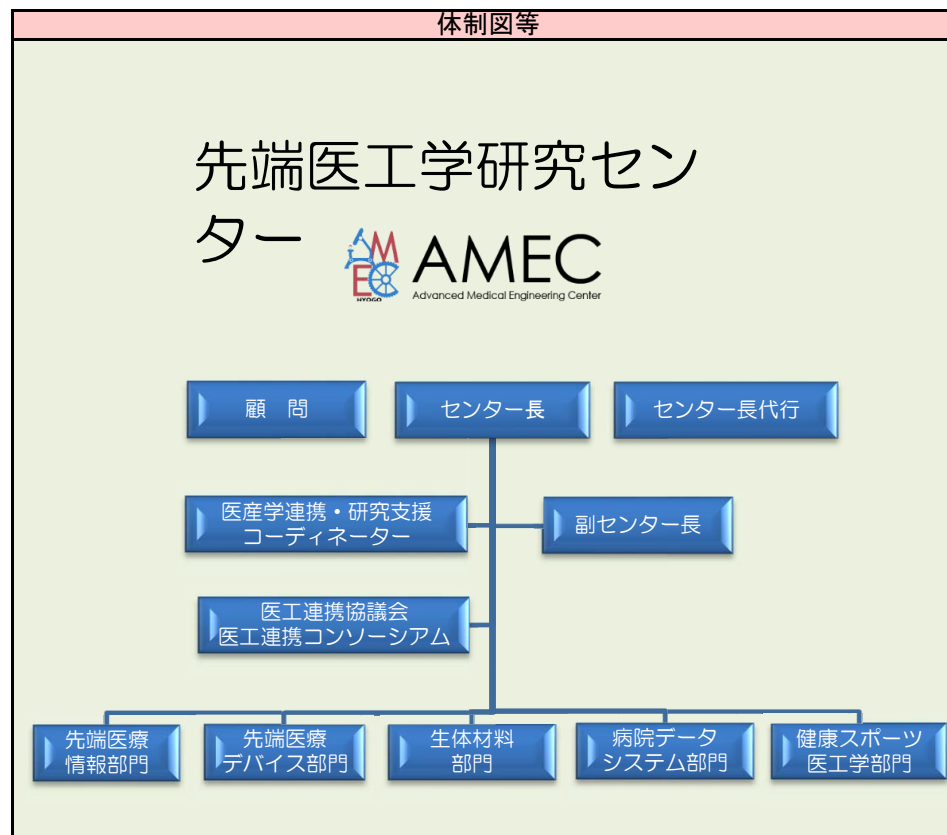 体制図等
先端医工学研究セン
ター
AMEC
HYOGO
AMEC
Advanced Medical Engineering Center
顧　問
センター長
センター長代行
医産学連携・研究支援
コーディネーター
副センター長
医工連携協議会
医工連携コンソーシアム
先端医療
情報部門
先端医療
デバイス部門
生体材料
部門
病院データ
システム部門
健康スポーツ
医工学部門